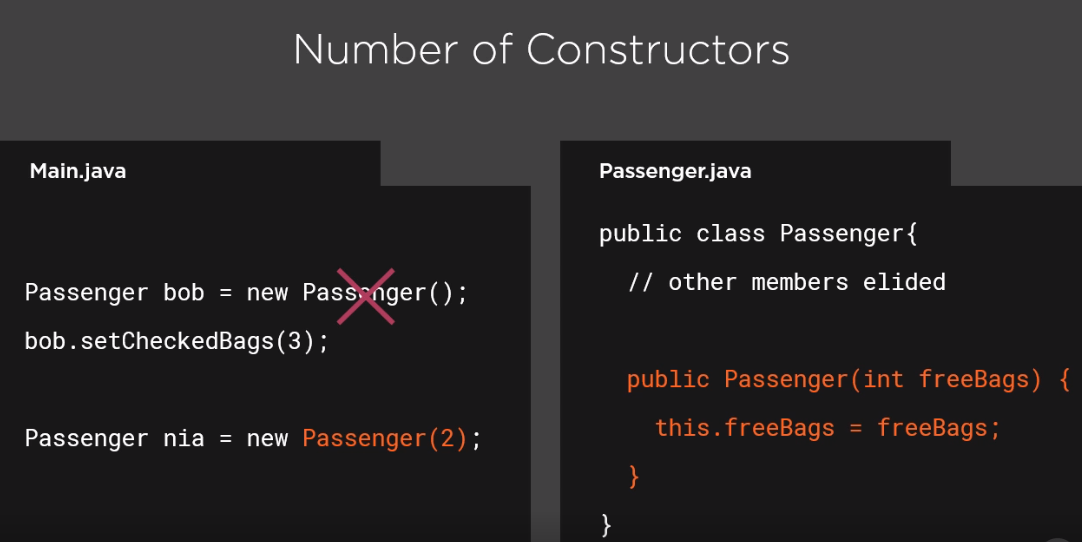 Number of Constructors
Main.java
Passenger bob = new Passenger();
bob.setCheckedBags(3);
Passenger nia = new Passenger(2);
Passenger.java
public class Passenger{
// other members elided
public Passenger(int freeBags) {
this.freeBags = freeBags;
}
}